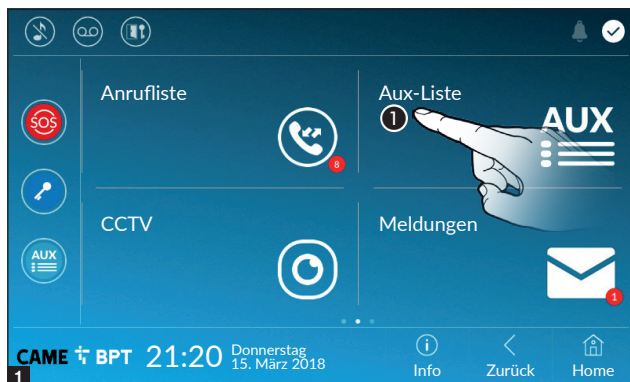 Anrufliste
Aux-Liste
1
SOS
8
AUX
CCTV
Meldungen
AUX
1
CAME BPT 21:20 Donnerstag
15. März 2018
i
Info
Zurück
Home
1